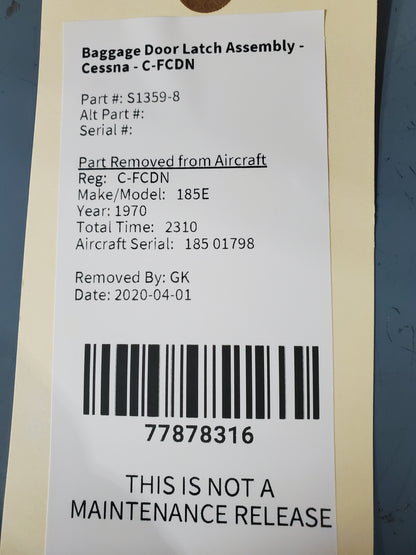 Baggage Door Latch Assembly -
Cessna - C-FCDN
Part #: S1359-8
Alt Part #:
Serial #:
Part Removed from Aircraft
Reg: C-FCDN
Make/Model: 185E
Year: 1970
Total Time: 2310
Aircraft Serial: 185 01798
Removed By: GK
Date: 2020-04-01
77878316
THIS IS NOT A
MAINTENANCE RELEASE